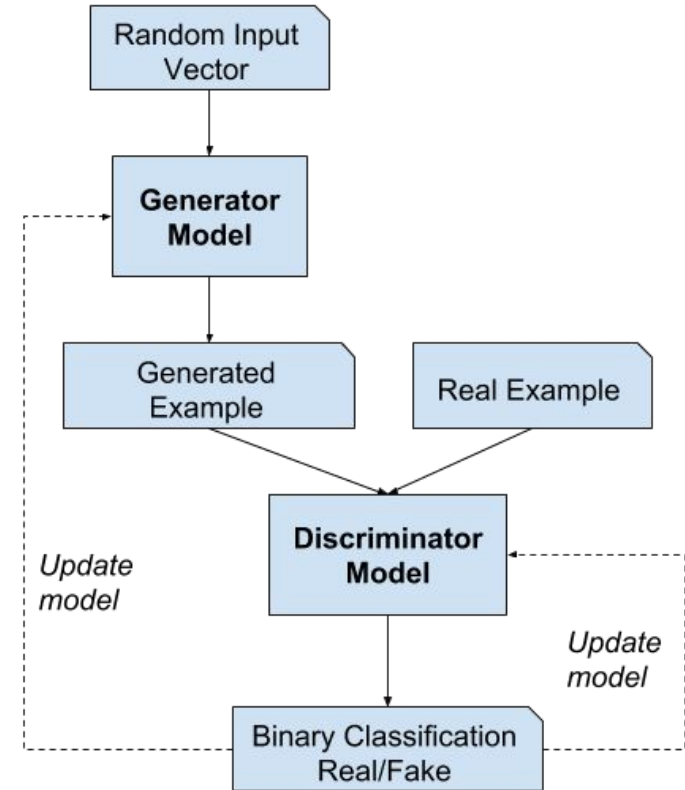 Random Input
Vector
Generator
Model
Generated
Example
Real Example
Discriminator
Model
Update
model
Update
model
Binary Classification
Real/Fake